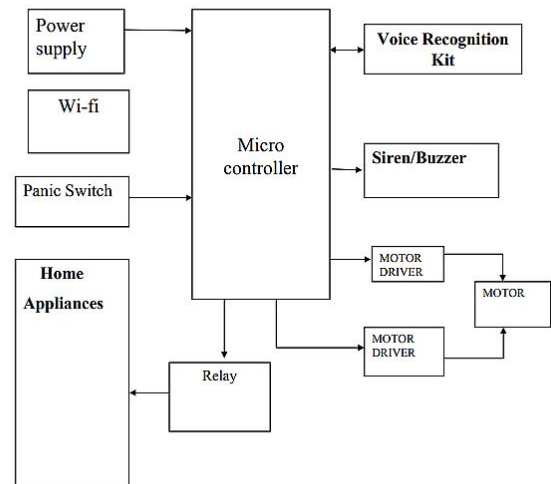 Power
supply
Voice Recognition
Kit
Wi-fi
Micro
controller
Siren/Buzzer
Panic Switch
Home
Appliances
MOTOR
DRIVER
MOTOR
MOTOR
DRIVER
Relay